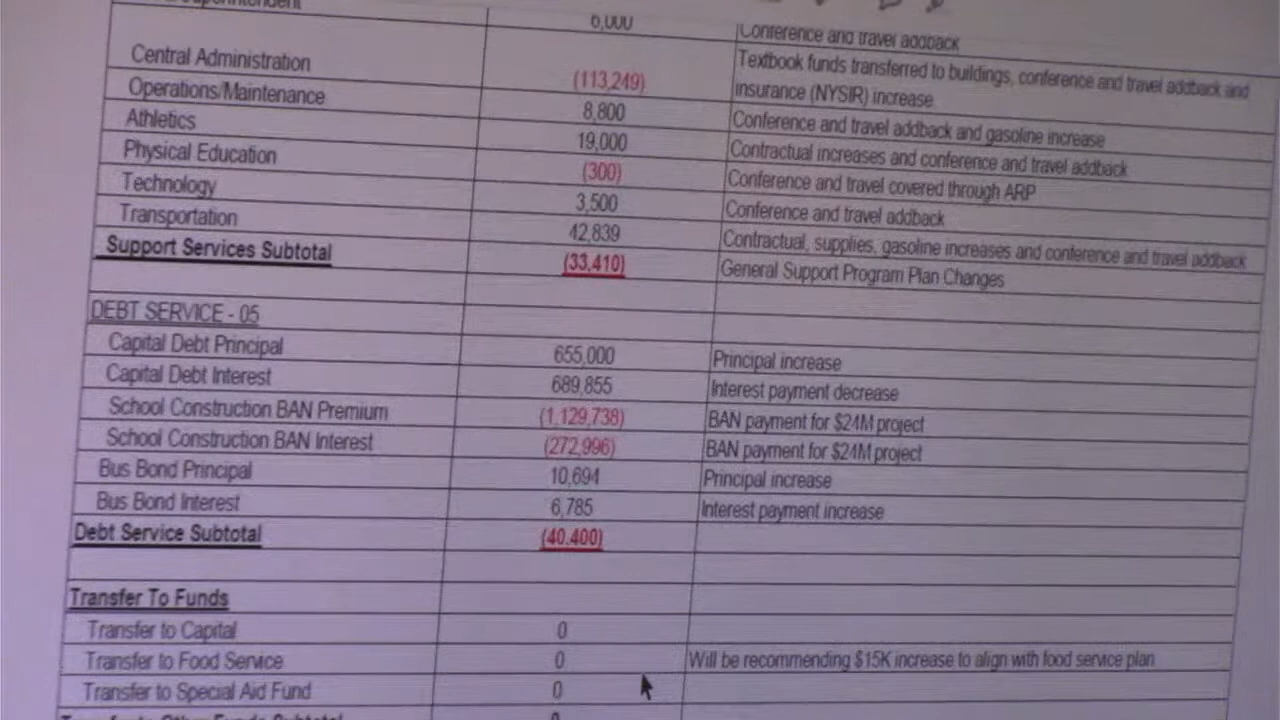 Superintendent 6,000 Conference and travel addback
Central Administration (113,249) Textbook funds transferred to buildings, conference and travel addback and
insurance (NYSIR) increase
Operations/Maintenance 8,800 Conference and travel addback and gasoline increase
Athletics 19,000 Contractual increases and conference and travel addback
Physical Education (300) Conference and travel covered through ARP
Technology 3,500 Conference and travel addback
Transportation 42,839 Contractual, supplies, gasoline increases and conference and travel addback
Support Services Subtotal (33,410) General Support Program Plan Changes
DEBT SERVICE - 05
Capital Debt Principal 655,000 Principal increase
Capital Debt Interest 689,855 Interest payment decrease
School Construction BAN Premium (1,129,738) BAN payment for $24M project
School Construction BAN Interest (272,996) BAN payment for $24M project
Bus Bond Principal 10,694 Principal increase
Bus Bond Interest 6,785 Interest payment increase
Debt Service Subtotal (40,400)
Transfer To Funds
Transfer to Capital 0
Transfer to Food Service 0 Will be recommending $15K increase to align with food service plan
Transfer to Special Aid Fund 0
Transfer to Other Funds Subtotal 0